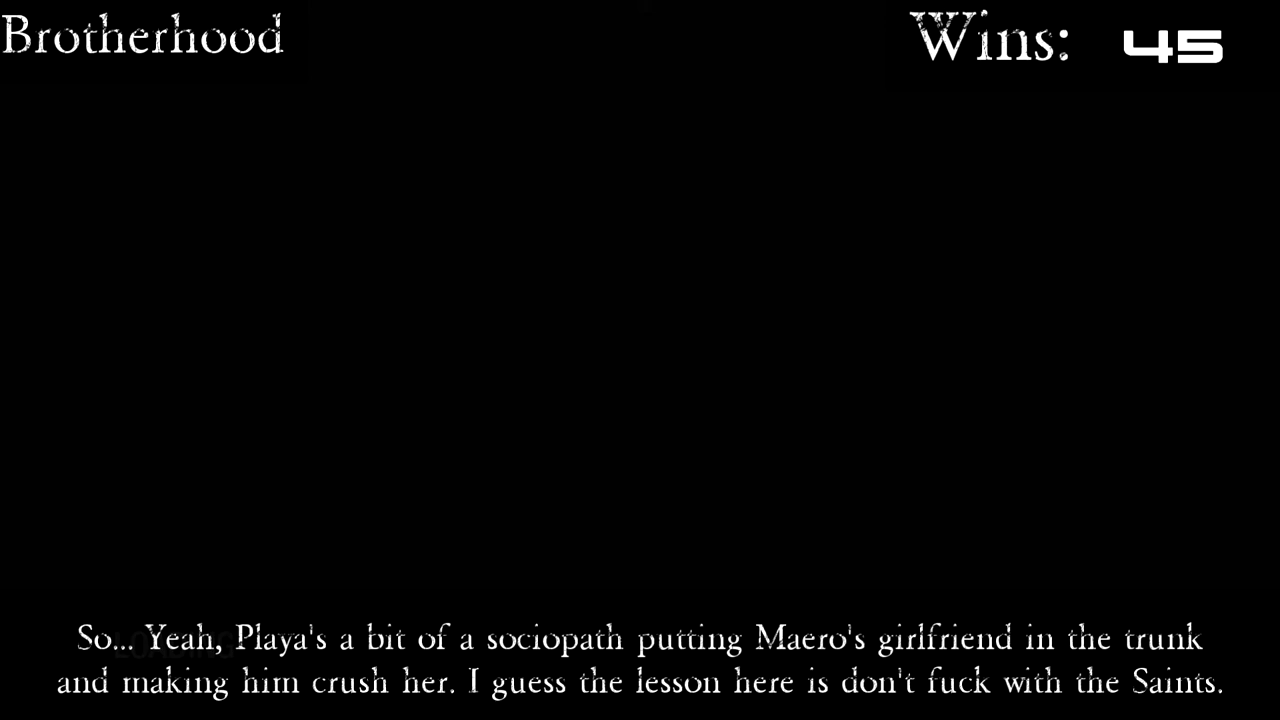 Brotherhood
Wins: 45
LOADING
So... Yeah, Playa's a bit of a sociopath putting Maero's girlfriend in the trunk
and making him crush her. I guess the lesson here is don't fuck with the Saints.